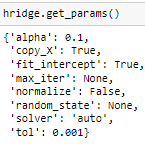 hridge.get_params()
{'alpha': 0.1,
'copy_X': True,
'fit_intercept': True,
'max_iter': None,
'normalize': False,
'random_state': None,
'solver': 'auto',
'tol': 0.001}